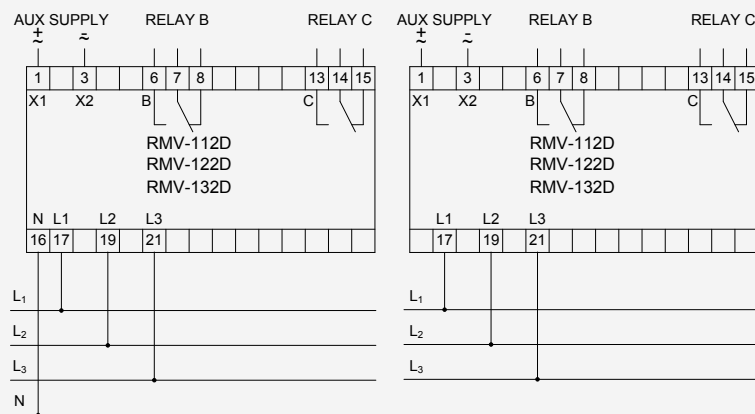 AUX SUPPLY RELAY B RELAY C AUX SUPPLY RELAY B RELAY C
+ - + -
~ ~ ~ ~
1 3 6 7 8 13 14 15 1 3 6 7 8 13 14 15
X1 X2 B C X1 X2 B C
RMV-112D RMV-112D
RMV-122D RMV-122D
RMV-132D RMV-132D
N L1 L2 L3 L1 L2 L3
16 17 19 21 17 19 21
L₁ L₁
L₂ L₂
L₃ L₃
N